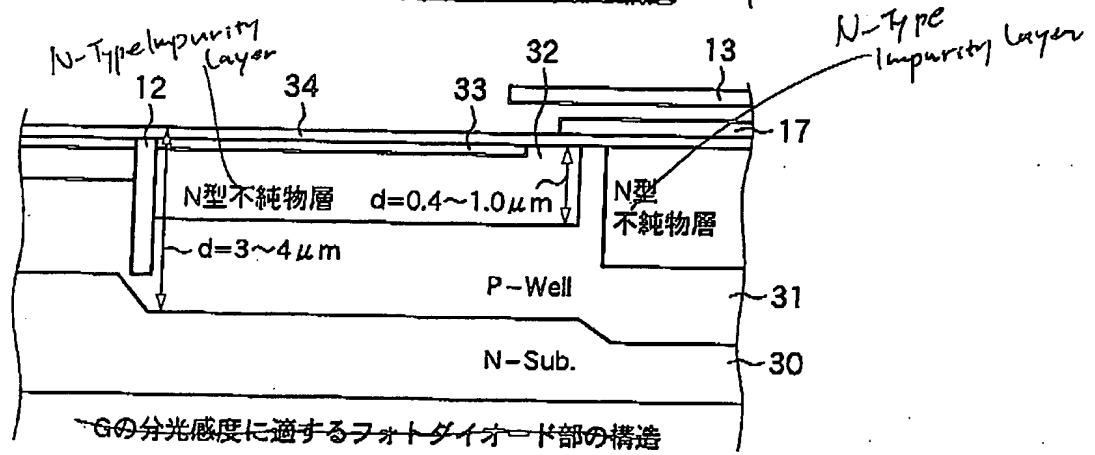 N-Type Impurity
Layer
N-Type
Impurity Layer
12
34
33
32
13
17
N型不純物層
d=0.4～1.0μm
N型
不純物層
d=3～4μm
P-Well
31
N-Sub.
30
Gの分光感度に適するフォトダイオード部の構造